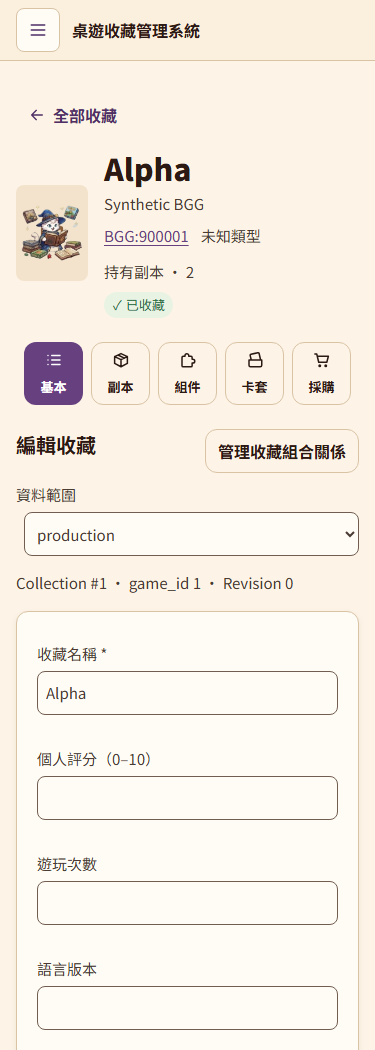 桌遊收藏管理系統
← 全部收藏
Alpha
Synthetic BGG
BGG:900001 未知類型
持有副本 · 2
✓ 已收藏
基本 副本 組件 卡套 採購
編輯收藏 管理收藏組合關係
資料範圍
production
Collection #1 · game_id 1 · Revision 0
收藏名稱 *
Alpha
個人評分（0–10）
遊玩次數
語言版本